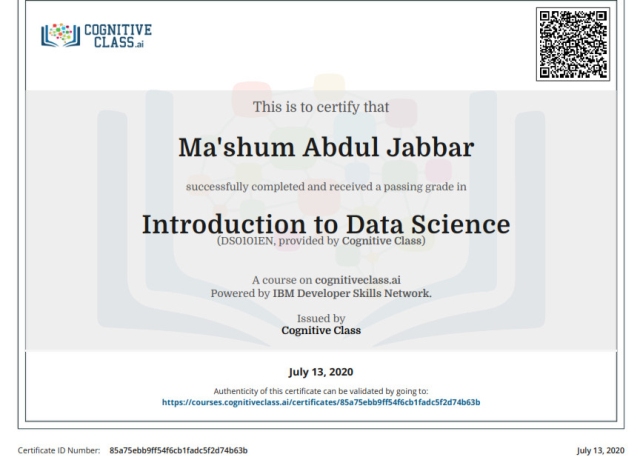 COGNITIVE
CLASS.ai
This is to certify that
Ma'shum Abdul Jabbar
successfully completed and received a passing grade in
Introduction to Data Science
(DS0101EN, provided by Cognitive Class)
A course on cognitiveclass.ai
Powered by IBM Developer Skills Network.
Issued by
Cognitive Class
July 13, 2020
Authenticity of this certificate can be validated by going to:
https://courses.cognitiveclass.ai/certificates/85a75ebb9ff54f6cb1fadc5f2d74b63b
Certificate ID Number: 85a75ebb9ff54f6cb1fadc5f2d74b63b
July 13, 2020